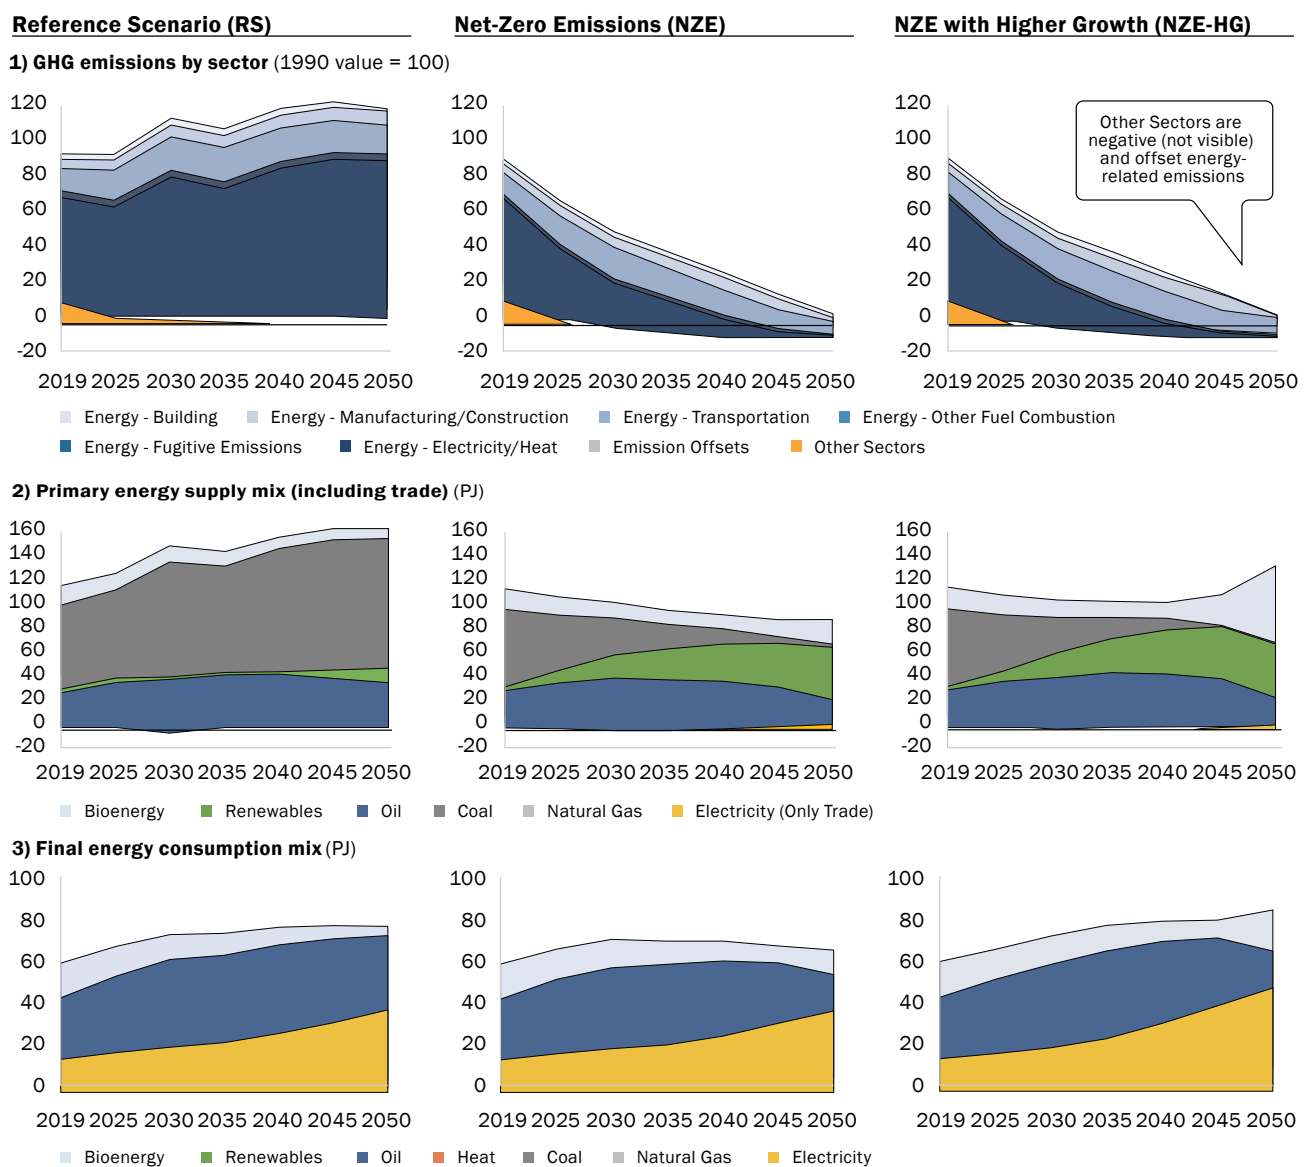 Reference Scenario (RS)
Net-Zero Emissions (NZE)
NZE with Higher Growth (NZE-HG)
1) GHG emissions by sector (1990 value = 100)
120
100
80
60
40
20
0
-20
2019 2025 2030 2035 2040 2045 2050
120
100
80
60
40
20
0
-20
2019 2025 2030 2035 2040 2045 2050
120
100
80
60
40
20
0
-20
2019 2025 2030 2035 2040 2045 2050
Other Sectors are
negative (not visible)
and offset energy-
related emissions
Energy - Building
Energy - Manufacturing/Construction
Energy - Transportation
Energy - Other Fuel Combustion
Energy - Fugitive Emissions
Energy - Electricity/Heat
Emission Offsets
Other Sectors
2) Primary energy supply mix (including trade) (PJ)
160
140
120
100
80
60
40
20
0
-20
2019 2025 2030 2035 2040 2045 2050
160
140
120
100
80
60
40
20
0
-20
2019 2025 2030 2035 2040 2045 2050
160
140
120
100
80
60
40
20
0
-20
2019 2025 2030 2035 2040 2045 2050
Bioenergy
Renewables
Oil
Coal
Natural Gas
Electricity (Only Trade)
3) Final energy consumption mix (PJ)
100
80
60
40
20
0
2019 2025 2030 2035 2040 2045 2050
100
80
60
40
20
0
2019 2025 2030 2035 2040 2045 2050
100
80
60
40
20
0
2019 2025 2030 2035 2040 2045 2050
Bioenergy
Renewables
Oil
Heat
Coal
Natural Gas
Electricity